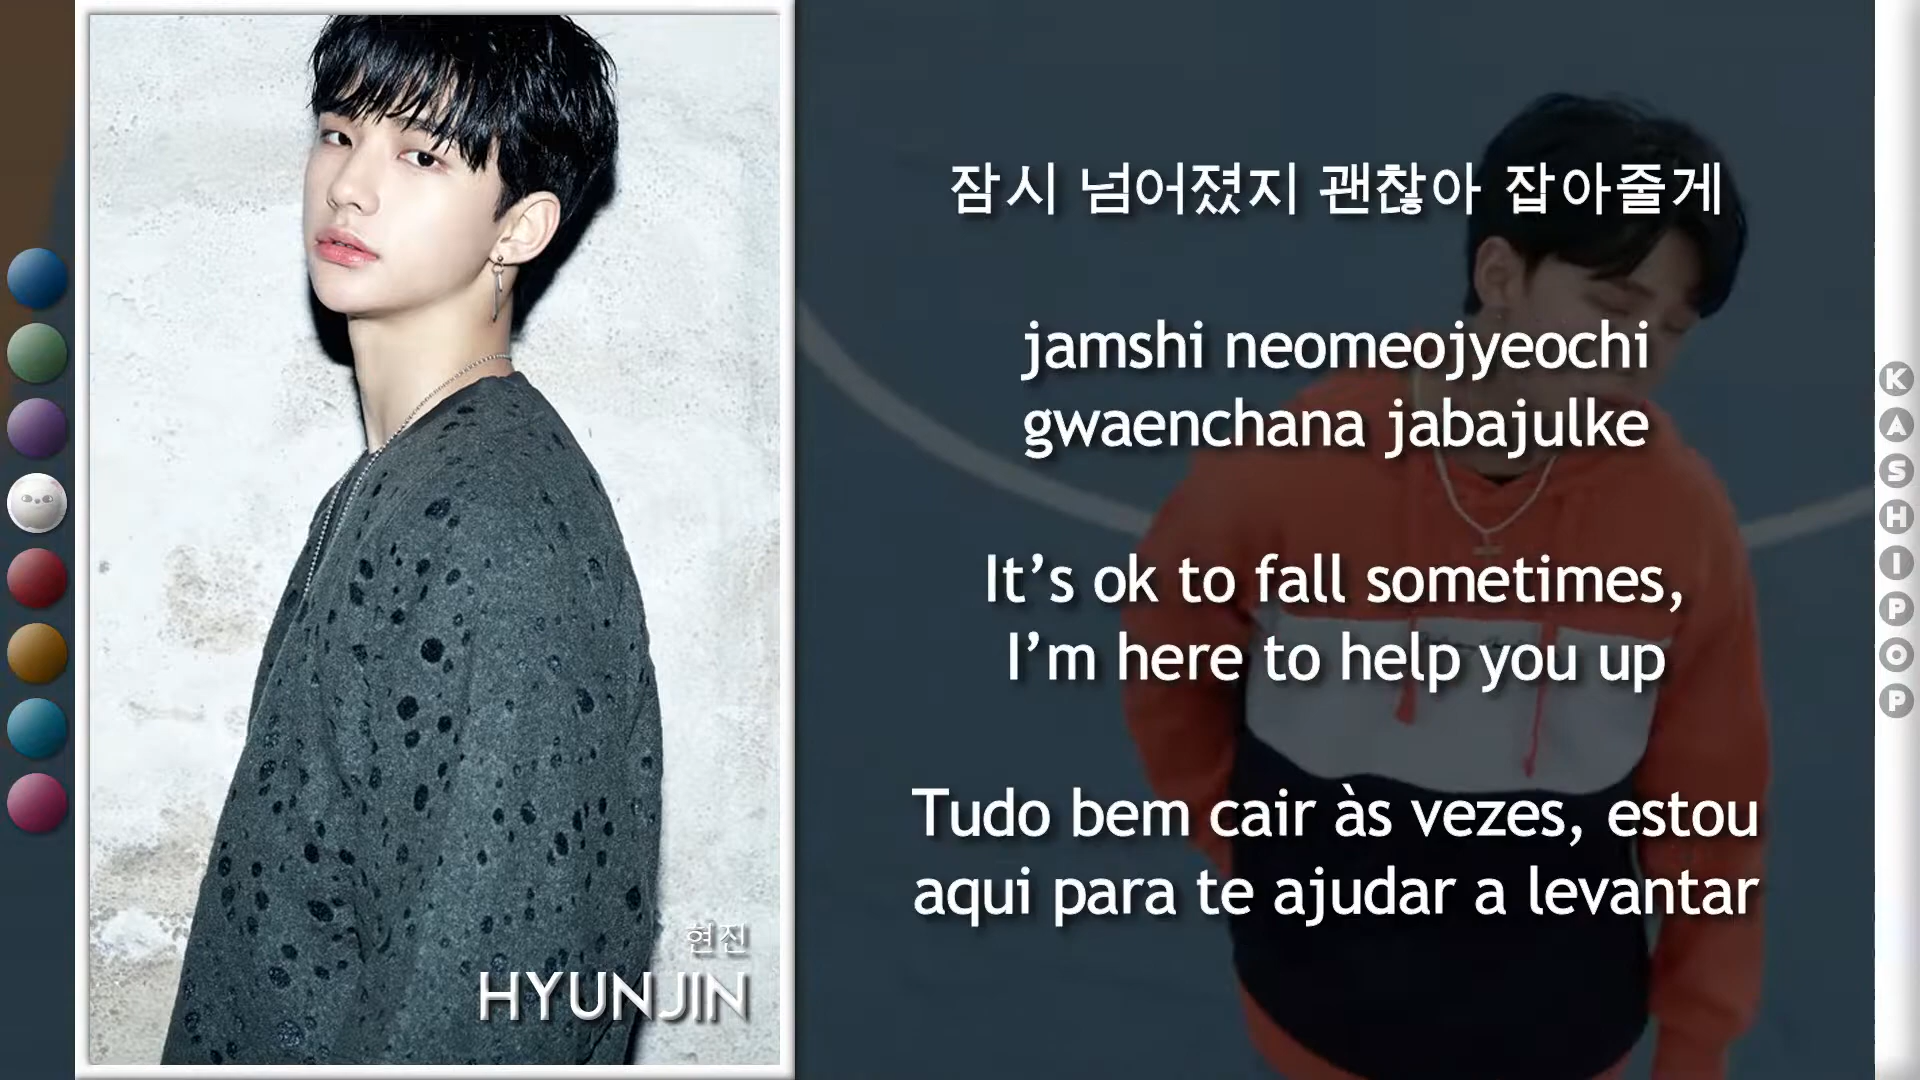 현진
HYUNJIN
잠시 넘어졌지 괜찮아 잡아줄게
jamshi neomeojyeochi
gwaenchana jabajulke
It’s ok to fall sometimes,
I’m here to help you up
Tudo bem cair às vezes, estou
aqui para te ajudar a levantar
KASHIPOP